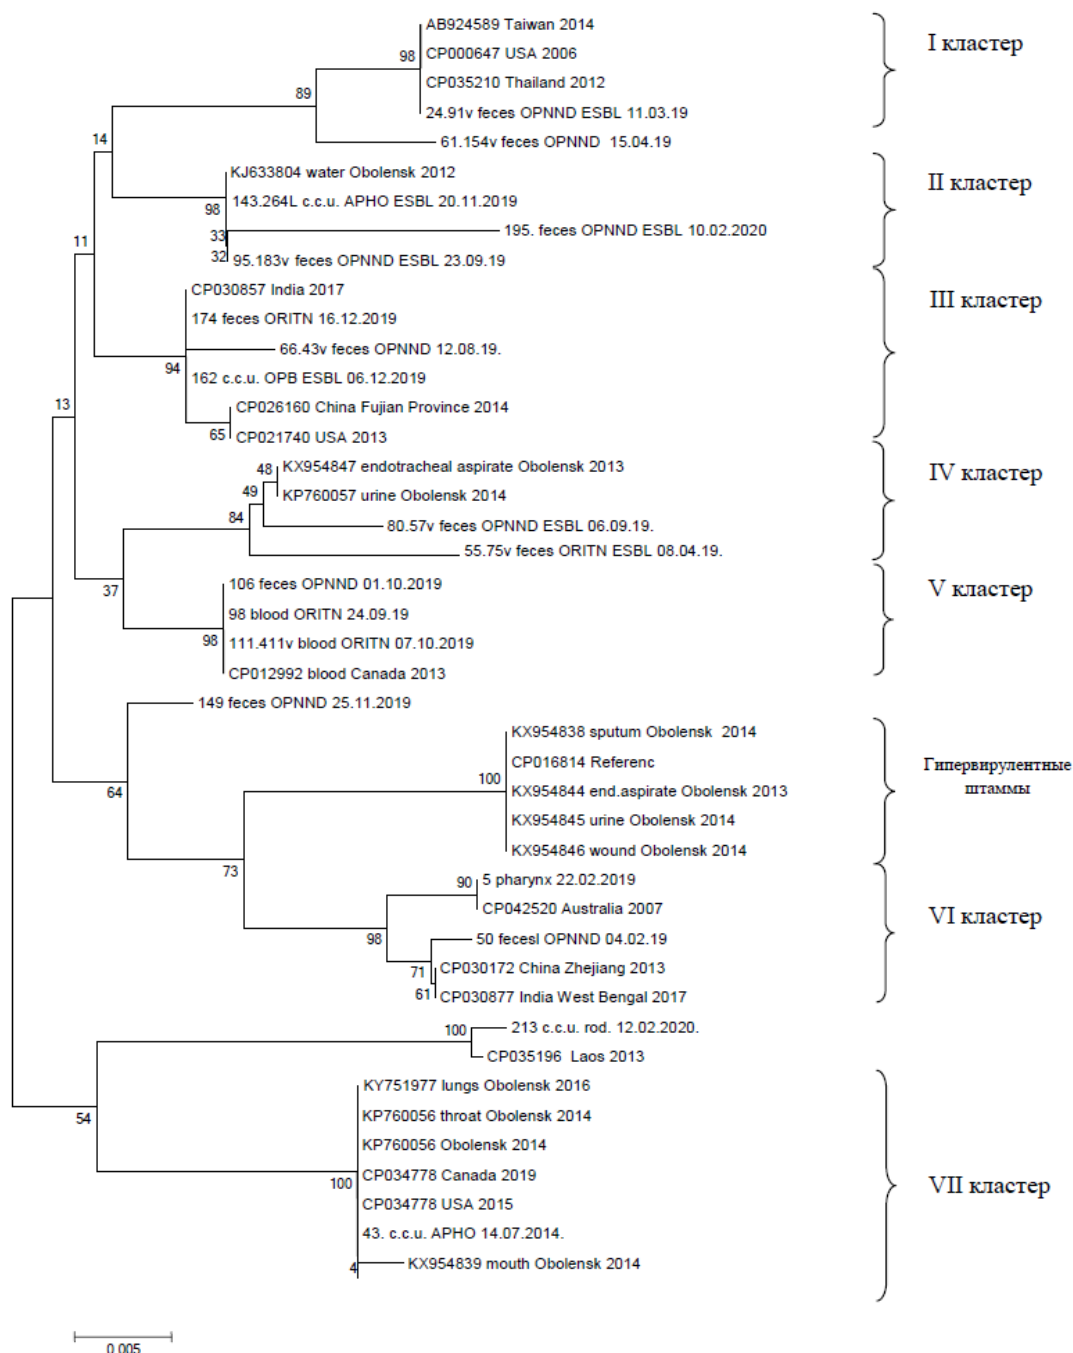 AB924589 Taiwan 2014
I кластер
98
CP000647 USA 2006
CP035210 Thailand 2012
89
24.91v feces OPNND ESBL 11.03.19
14
61.154v feces OPNND 15.04.19
KJ633804 water Obolensk 2012
II кластер
143.264L c.c.u. APHO ESBL 20.11.2019
98
195. feces OPNND ESBL 10.02.2020
33
11
32
95.183v feces OPNND ESBL 23.09.19
CP030857 India 2017
III кластер
174 feces ORITN 16.12.2019
66.43v feces OPNND 12.08.19.
94
162 c.c.u. OPB ESBL 06.12.2019
13
CP026160 China Fujian Province 2014
65
CP021740 USA 2013
48
KX954847 endotracheal aspirate Obolensk 2013
IV кластер
49
KP760057 urine Obolensk 2014
84
80.57v feces OPNND ESBL 06.09.19.
55.75v feces ORITN ESBL 08.04.19.
106 feces OPNND 01.10.2019
V кластер
37
98 blood ORITN 24.09.19
98
111.411v blood ORITN 07.10.2019
CP012992 blood Canada 2013
149 feces OPNND 25.11.2019
KX954838 sputum Obolensk 2014
CP016814 Referenc
Гипервирулентные
штаммы
100
64
KX954844 end.aspirate Obolensk 2013
KX954845 urine Obolensk 2014
KX954846 wound Obolensk 2014
73
90
5 pharynx 22.02.2019
CP042520 Australia 2007
VI кластер
98
50 fecesl OPNND 04.02.19
71
CP030172 China Zhejiang 2013
61
CP030877 India West Bengal 2017
100
213 c.c.u. rod. 12.02.2020.
CP035196 Laos 2013
KY751977 lungs Obolensk 2016
54
KP760056 throat Obolensk 2014
KP760056 Obolensk 2014
CP034778 Canada 2019
100
VII кластер
CP034778 USA 2015
43. c.c.u. APHO 14.07.2014.
4
KX954839 mouth Obolensk 2014
0.005